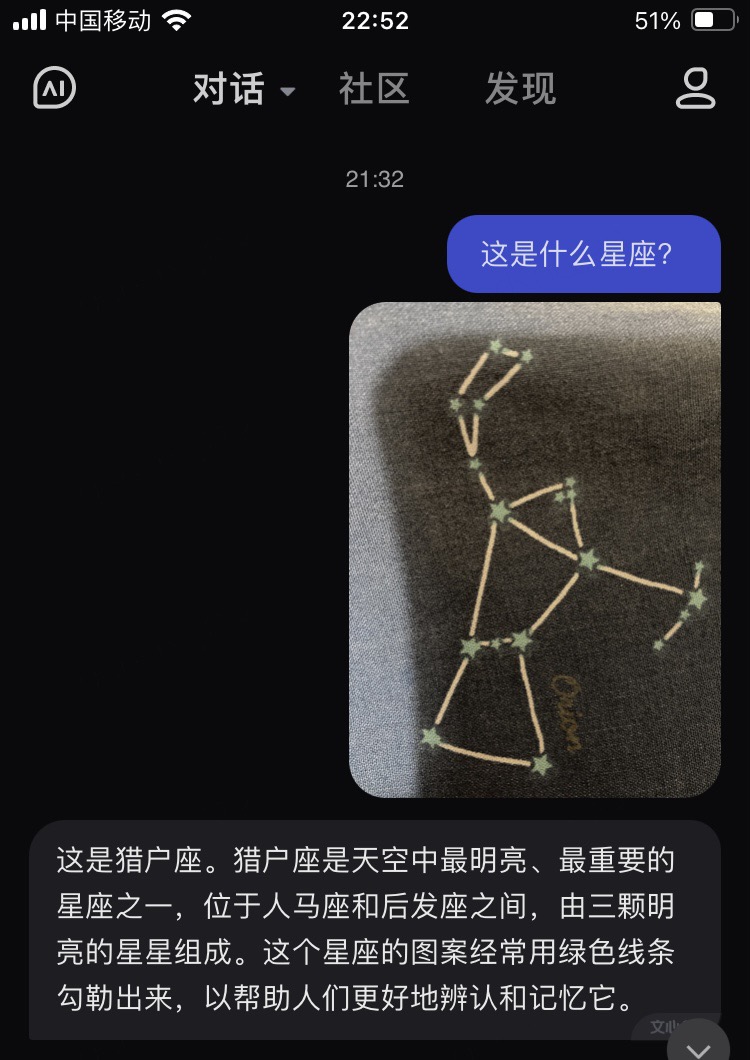 中国移动
22:52
51%
AI
对话
社区
发现
21:32
这是什么星座?
Orion
这是猎户座。猎户座是天空中最明亮、最重要的
星座之一，位于人马座和后发座之间，由三颗明
亮的星星组成。这个星座的图案经常用绿色线条
勾勒出来，以帮助人们更好地辨认和记忆它。
文心